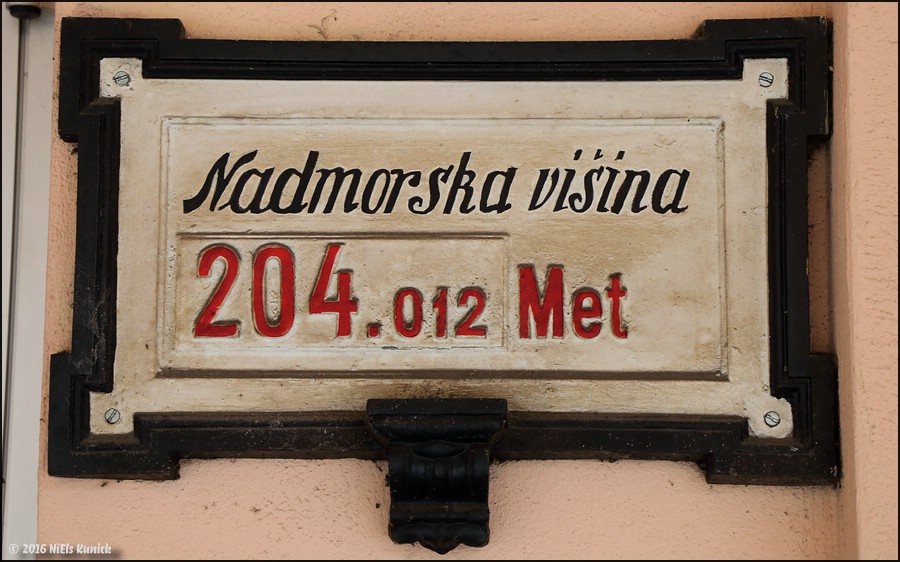 Nadmorska višina
204.012 Met
© 2016 NiEls Kunick